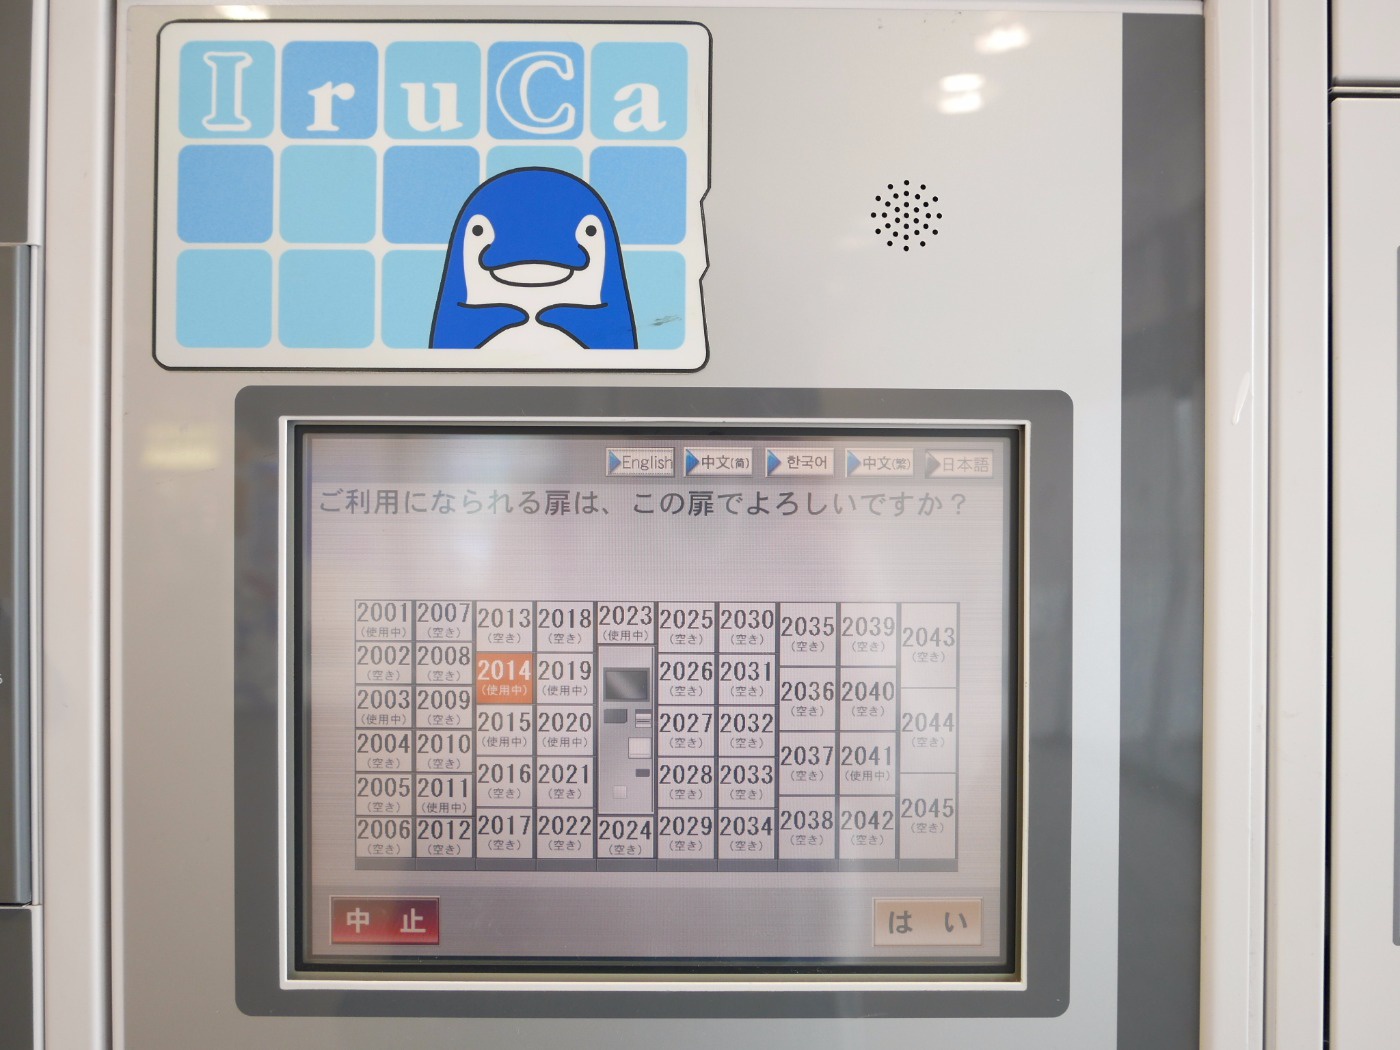 IruCa
English 中文(簡) 한국어 中文(繁) 日本語
ご利用になられる扉は、この扉でよろしいですか？
2001 2007 2013 2018 2023 2025 2030 2035 2039 2043
(使用中) (空き) (空き) (空き) (使用中) (空き) (空き) (空き) (空き) (空き)
2002 2008 2014 2019 2026 2031 2036 2040 2044
(空き) (空き) (使用中) (使用中) (空き) (空き) (空き) (空き) (空き)
2003 2009 2015 2020 2027 2032
(使用中) (空き) (使用中) (使用中) (空き) (空き)
2004 2010 2016 2021 2028 2033 2037 2041
(空き) (空き) (空き) (空き) (空き) (空き) (空き) (使用中)
2005 2011 2045
(空き) (使用中) (空き)
2006 2012 2017 2022 2024 2029 2034 2038 2042
(空き) (空き) (空き) (空き) (空き) (空き) (空き) (空き) (空き)
中止 はい